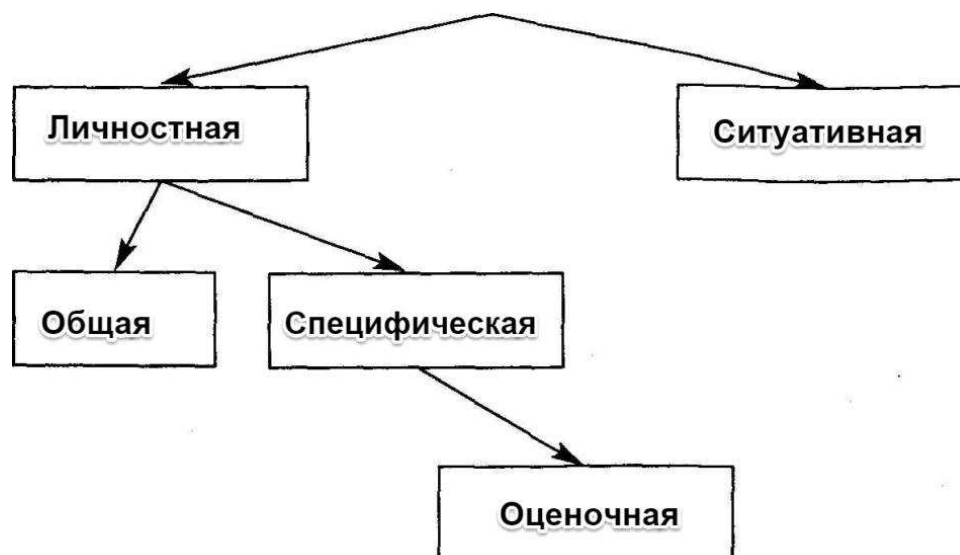 Личностная
Ситуативная
Общая
Специфическая
Оценочная